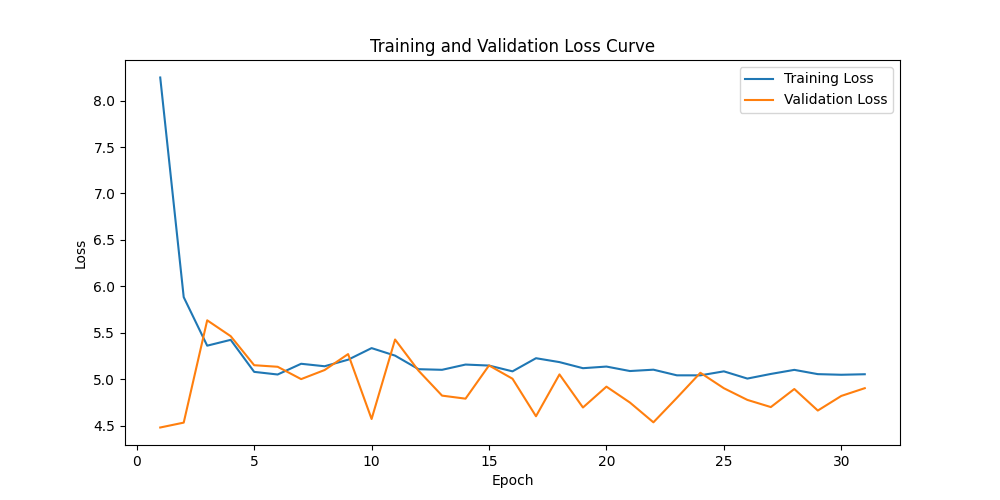 Training and Validation Loss Curve
Training Loss
Validation Loss
8.0
7.5
7.0
6.5
6.0
5.5
5.0
4.5
Loss
0 5 10 15 20 25 30
Epoch